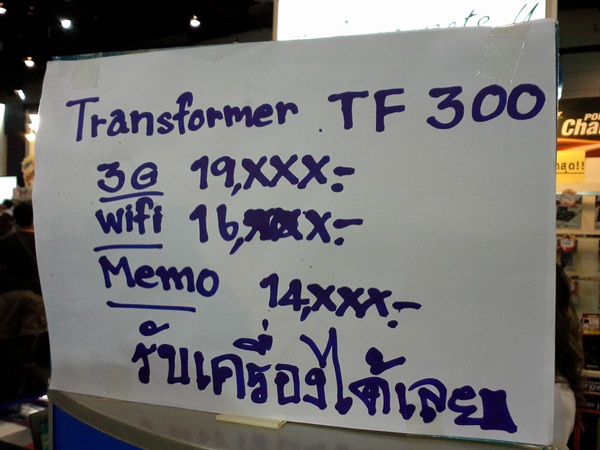 Transformer TF 300
3G 19,xxx.-
wifi 16,xxx.-
Memo 14,xxx.-
รับเครื่องได้เลย